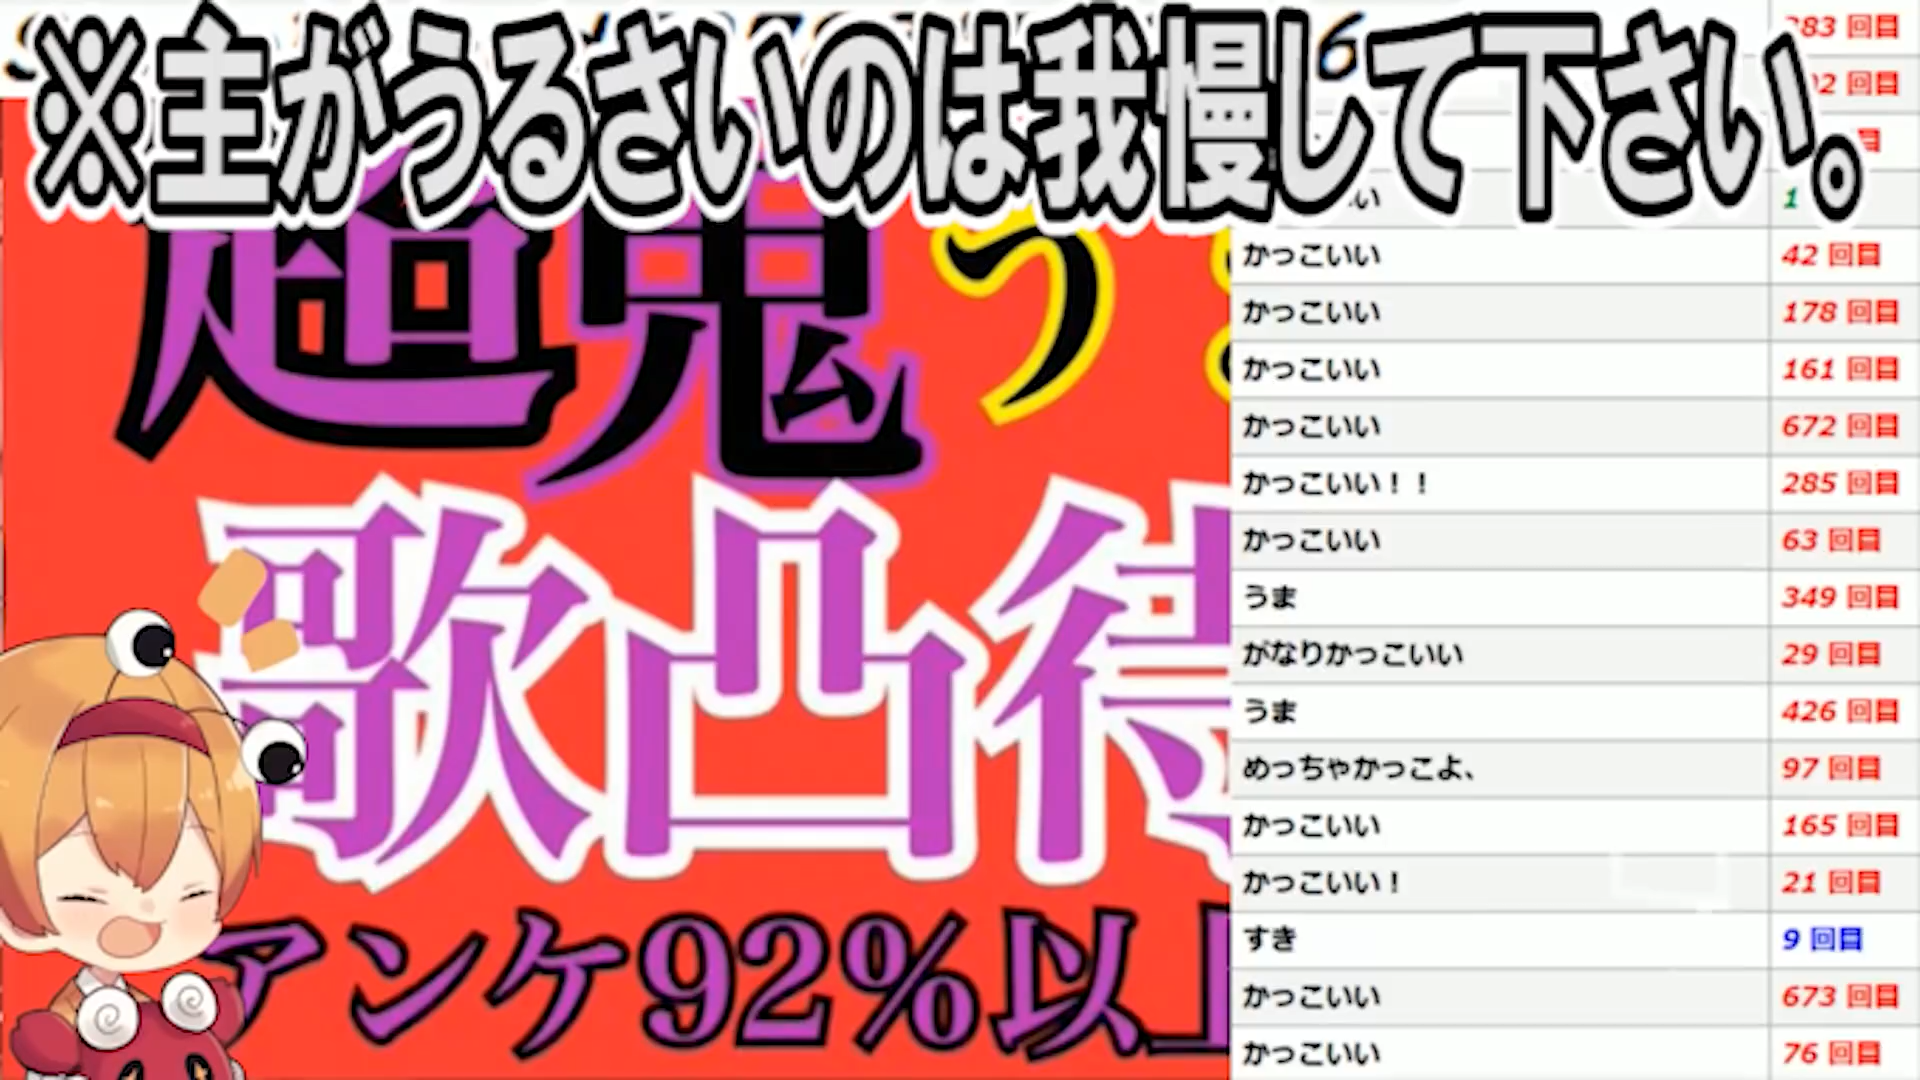 ※主がうるさいのは我慢して下さい。
超鬼う
歌凸待
アンケ92%以上
かっこいい 42 回目
かっこいい 178 回目
かっこいい 161 回目
かっこいい 672 回目
かっこいい！！ 285 回目
かっこいい 63 回目
うま 349 回目
がなりかっこいい 29 回目
うま 426 回目
めっちゃかっこよ、 97 回目
かっこいい 165 回目
かっこいい！ 21 回目
すき 9 回目
かっこいい 673 回目
かっこいい 76 回目